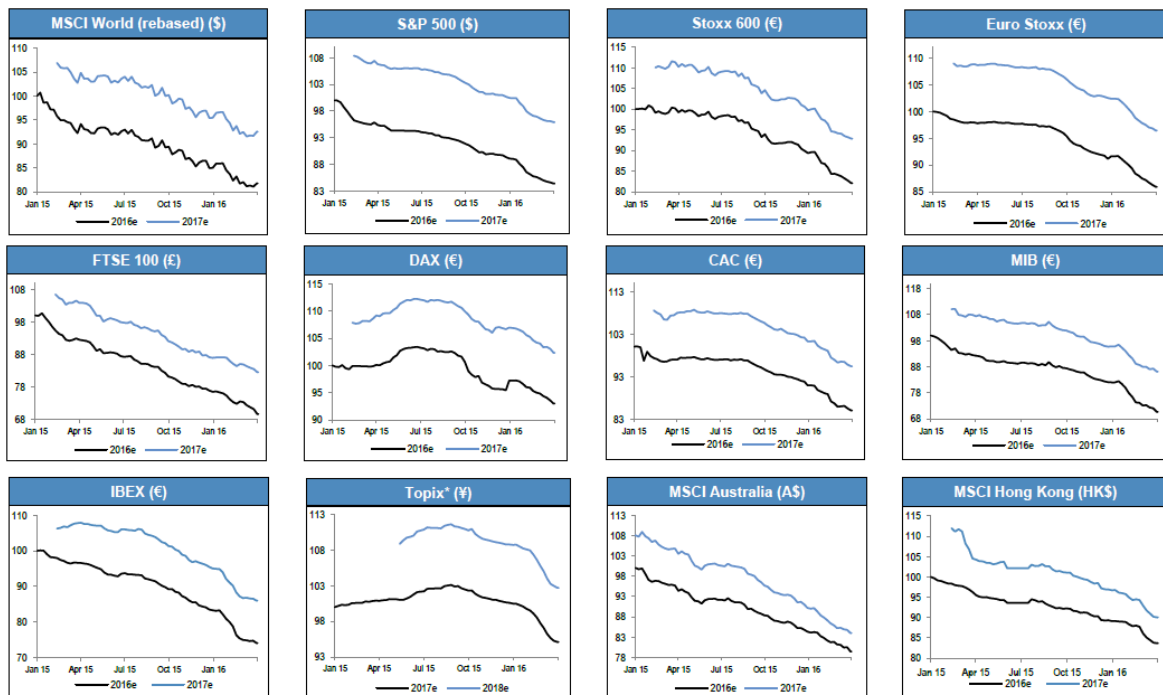 MSCI World (rebased) ($)
110
105
100
95
90
85
80
Jan 15 Apr 15 Jul 15 Oct 15 Jan 16
2016e 2017e
S&P 500 ($)
108
103
98
93
88
83
Jan 15 Apr 15 Jul 15 Oct 15 Jan 16
2016e 2017e
Stoxx 600 (€)
115
110
105
100
95
90
85
80
Jan 15 Apr 15 Jul 15 Oct 15 Jan 16
2016e 2017e
Euro Stoxx (€)
110
105
100
95
90
85
Jan 15 Apr 15 Jul 15 Oct 15 Jan 16
2016e 2017e
FTSE 100 (£)
108
98
88
78
68
Jan 15 Apr 15 Jul 15 Oct 15 Jan 16
2016e 2017e
DAX (€)
115
110
105
100
95
90
Jan 15 Apr 15 Jul 15 Oct 15 Jan 16
2016e 2017e
CAC (€)
113
103
93
83
Jan 15 Apr 15 Jul 15 Oct 15 Jan 16
2016e 2017e
MIB (€)
118
108
98
88
78
68
Jan 15 Apr 15 Jul 15 Oct 15 Jan 16
2016e 2017e
IBEX (€)
110
100
90
80
70
Jan 15 Apr 15 Jul 15 Oct 15 Jan 16
2016e 2017e
Topix* (¥)
113
108
103
98
93
Jan 15 Apr 15 Jul 15 Oct 15 Jan 16
2017e 2018e
MSCI Australia (A$)
113
108
103
98
93
88
83
78
Jan 15 Apr 15 Jul 15 Oct 15 Jan 16
2016e 2017e
MSCI Hong Kong (HK$)
115
110
105
100
95
90
85
80
Jan 15 Apr 15 Jul 15 Oct 15 Jan 16
2016e 2017e